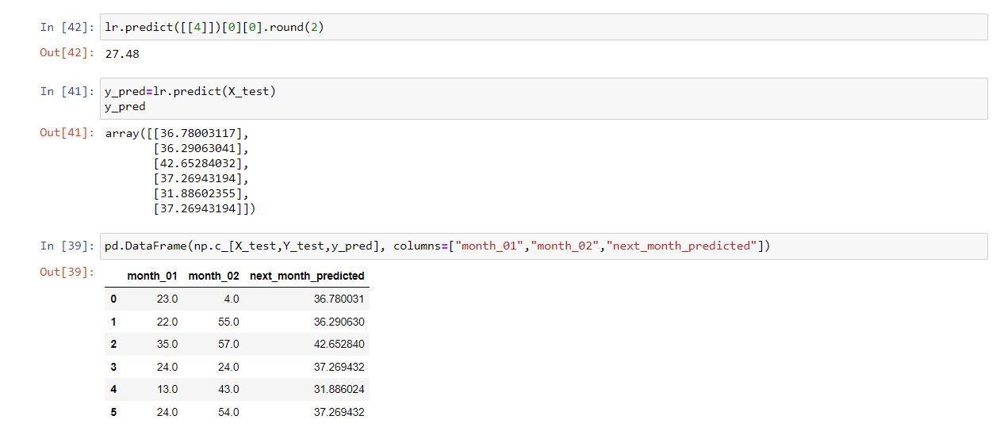 In [42]: lr.predict([[4]])[0][0].round(2)
Out[42]: 27.48
In [41]: y_pred=lr.predict(X_test)
y_pred
Out[41]: array([[36.78003117],
[36.29063041],
[42.65284032],
[37.26943194],
[31.88602355],
[37.26943194]])
In [39]: pd.DataFrame(np.c_[X_test,Y_test,y_pred], columns=["month_01","month_02","next_month_predicted"])
Out[39]:
month_01 month_02 next_month_predicted
0 23.0 4.0 36.780031
1 22.0 55.0 36.290630
2 35.0 57.0 42.652840
3 24.0 24.0 37.269432
4 13.0 43.0 31.886024
5 24.0 54.0 37.269432